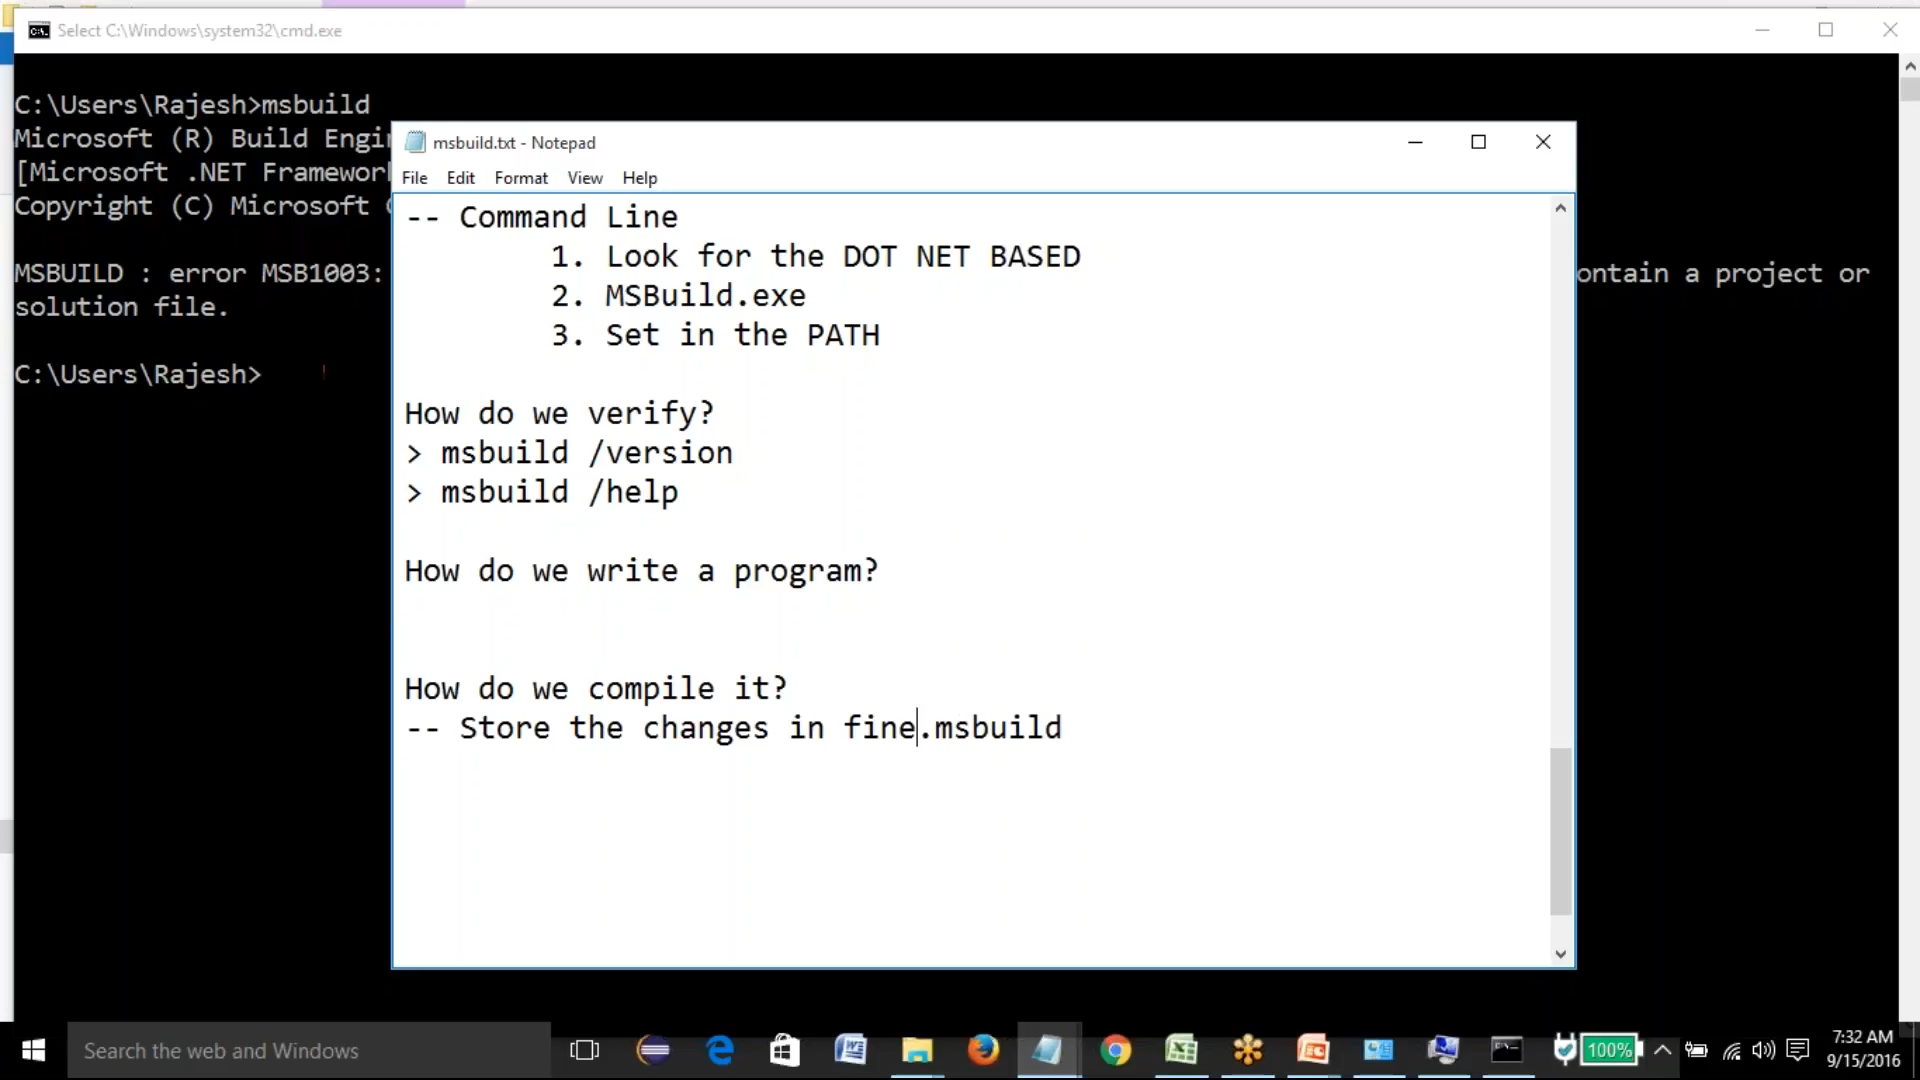 Select C:\Windows\system32\cmd.exe
C:\Users\Rajesh>msbuild
Microsoft (R) Build Engi
[Microsoft .NET Framewor
Copyright (C) Microsoft
MSBUILD : error MSB1003:
ontain a project or
solution file.
C:\Users\Rajesh>
msbuild.txt - Notepad
File Edit Format View Help
-- Command Line
1. Look for the DOT NET BASED
2. MSBuild.exe
3. Set in the PATH
How do we verify?
> msbuild /version
> msbuild /help
How do we write a program?
How do we compile it?
-- Store the changes in fine.msbuild
Search the web and Windows
100%
7:32 AM
9/15/2016